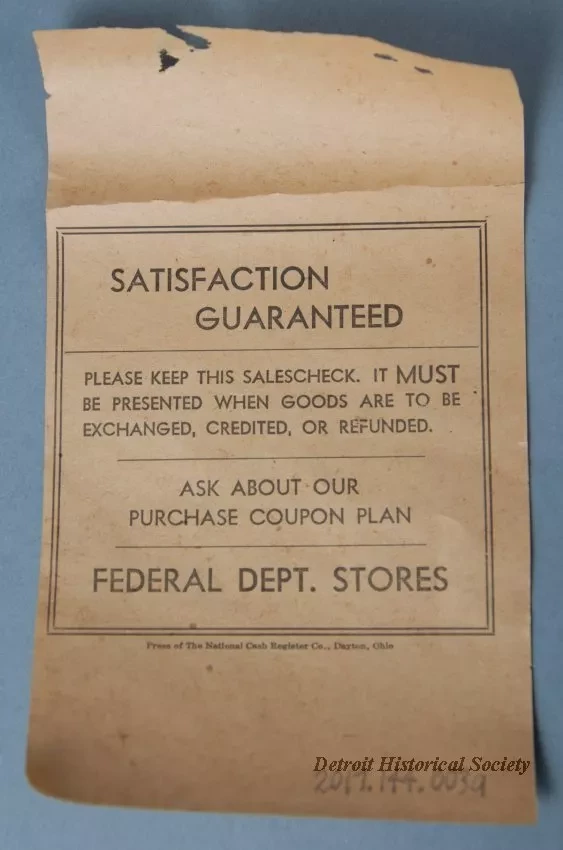 SATISFACTION
GUARANTEED
PLEASE KEEP THIS SALESCHECK. IT MUST
BE PRESENTED WHEN GOODS ARE TO BE
EXCHANGED, CREDITED, OR REFUNDED.
ASK ABOUT OUR
PURCHASE COUPON PLAN
FEDERAL DEPT. STORES
Press of The National Cash Register Co., Dayton, Ohio
Detroit Historical Society